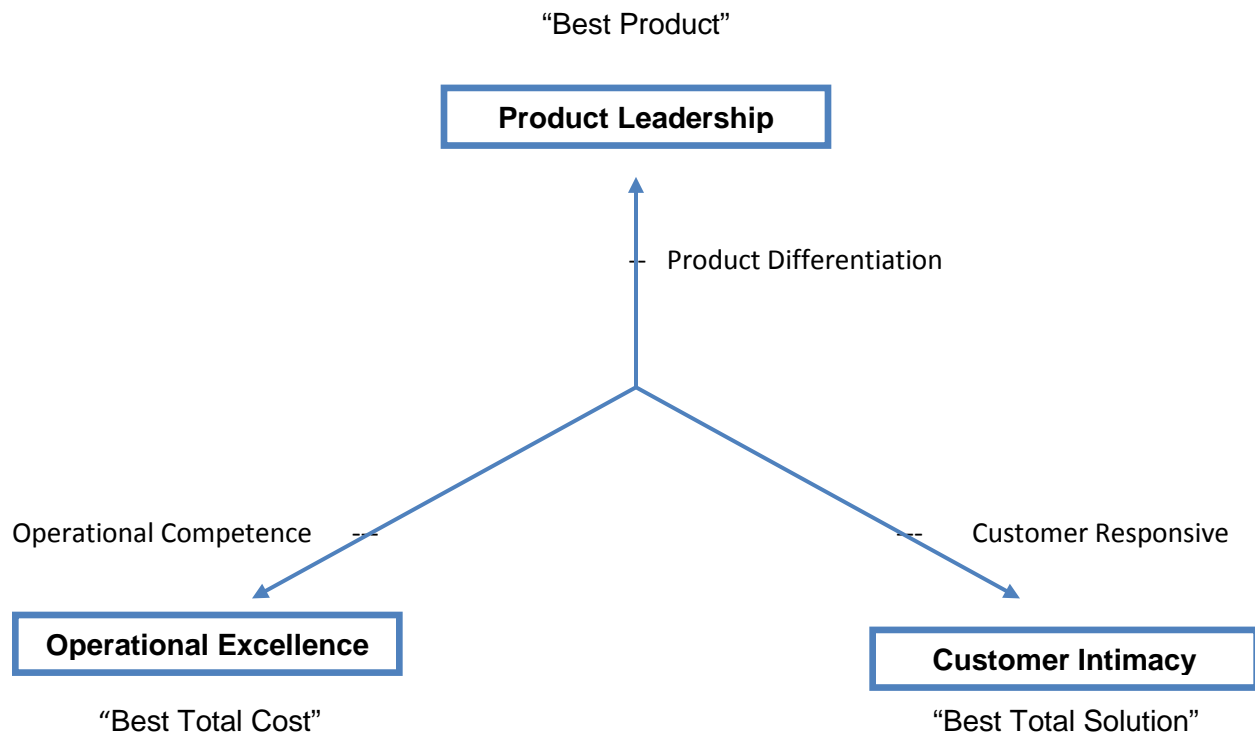 “Best Product”
Product Leadership
-- Product Differentiation
Operational Competence ---
--- Customer Responsive
Operational Excellence
Customer Intimacy
“Best Total Cost”
“Best Total Solution”